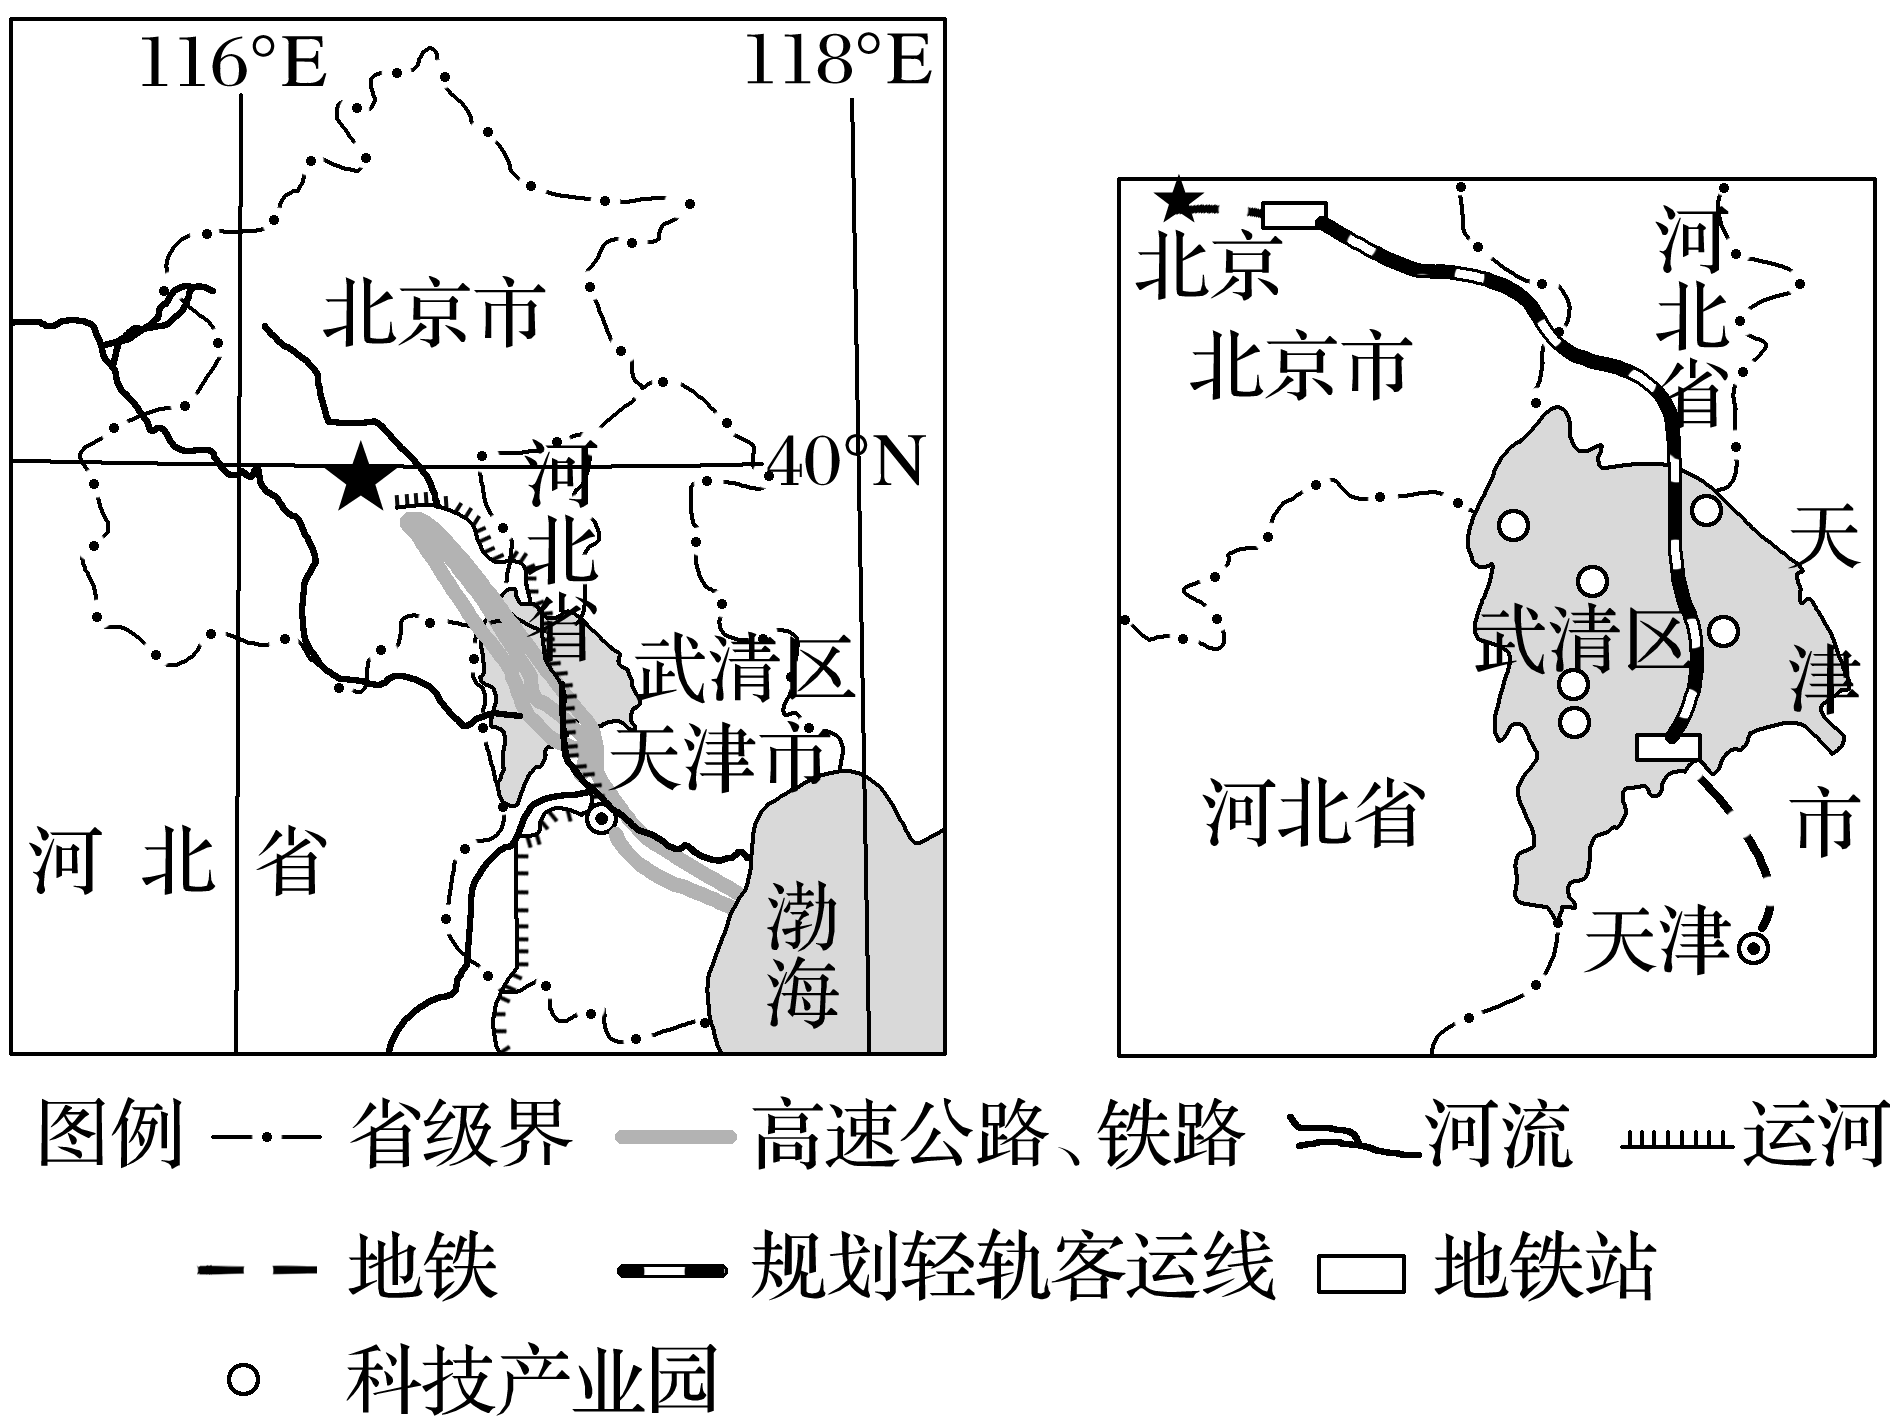 116°E
118°E
北京市
40°N
河北省
武清区
天津市
河北省
渤海
北京
北京市
河北省
武清区
天津市
河北省
天津
图例 省级界 高速公路、铁路 河流 运河
地铁 规划轻轨客运线 地铁站
科技产业园